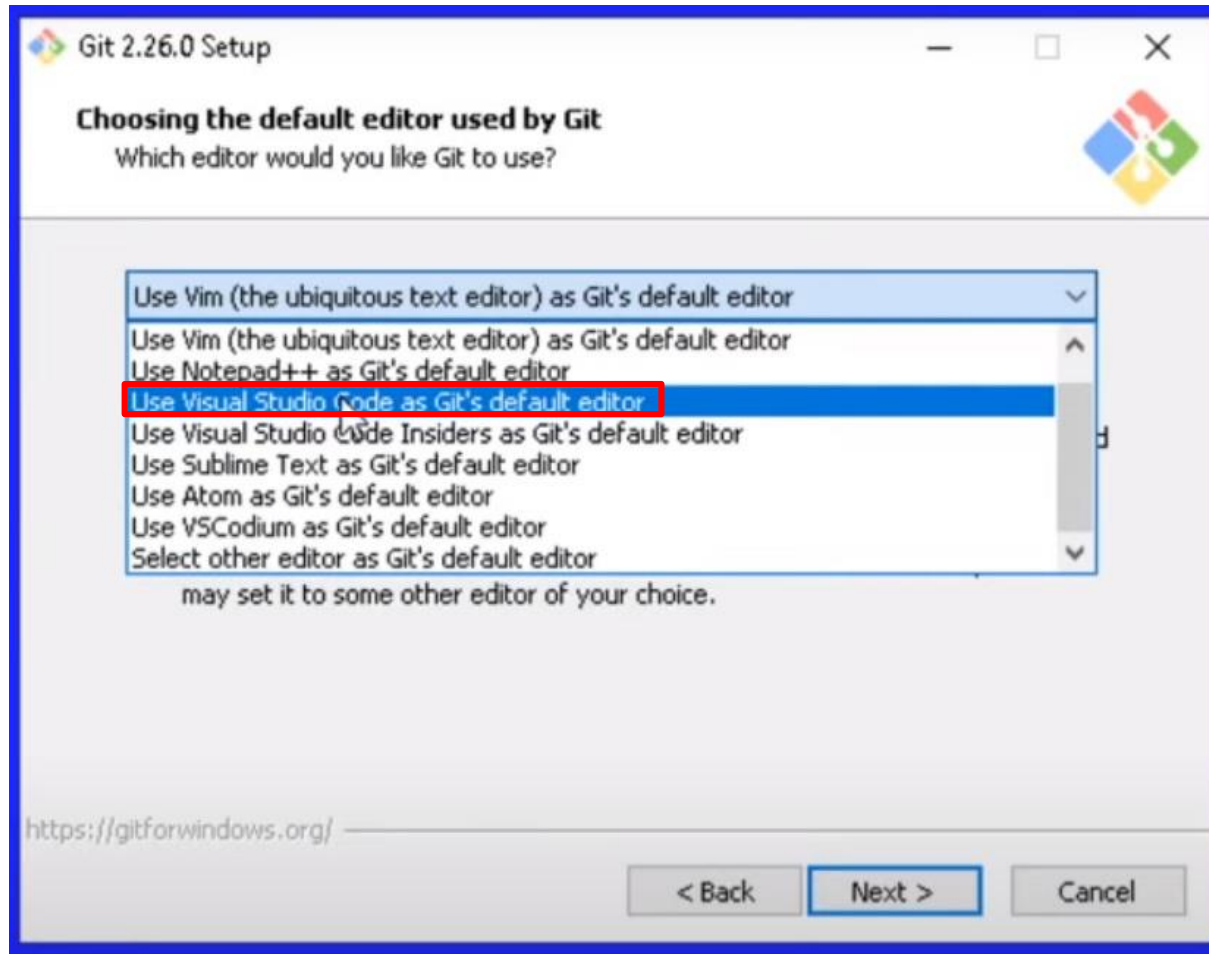 Git 2.26.0 Setup
Choosing the default editor used by Git
Which editor would you like Git to use?
Use Vim (the ubiquitous text editor) as Git's default editor
Use Vim (the ubiquitous text editor) as Git's default editor
Use Notepad++ as Git's default editor
Use Visual Studio Code as Git's default editor
Use Visual Studio Code Insiders as Git's default editor
Use Sublime Text as Git's default editor
Use Atom as Git's default editor
Use VSCodium as Git's default editor
Select other editor as Git's default editor
may set it to some other editor of your choice.
https://gitforwindows.org/
< Back
Next >
Cancel